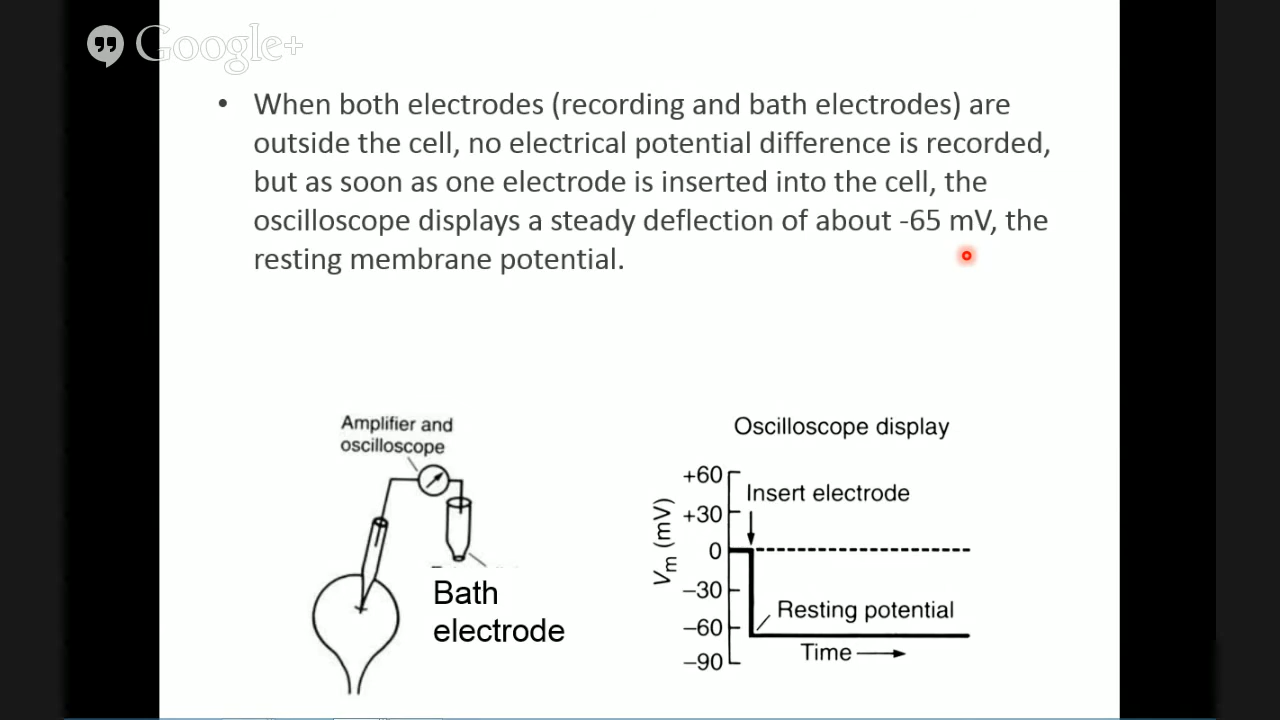 Google+
• When both electrodes (recording and bath electrodes) are
outside the cell, no electrical potential difference is recorded,
but as soon as one electrode is inserted into the cell, the
oscilloscope displays a steady deflection of about -65 mV, the
resting membrane potential.
Amplifier and
oscilloscope
Bath
electrode
Oscilloscope display
+60
Insert electrode
+30
0
Vm (mV)
–30
Resting potential
–60
Time
–90